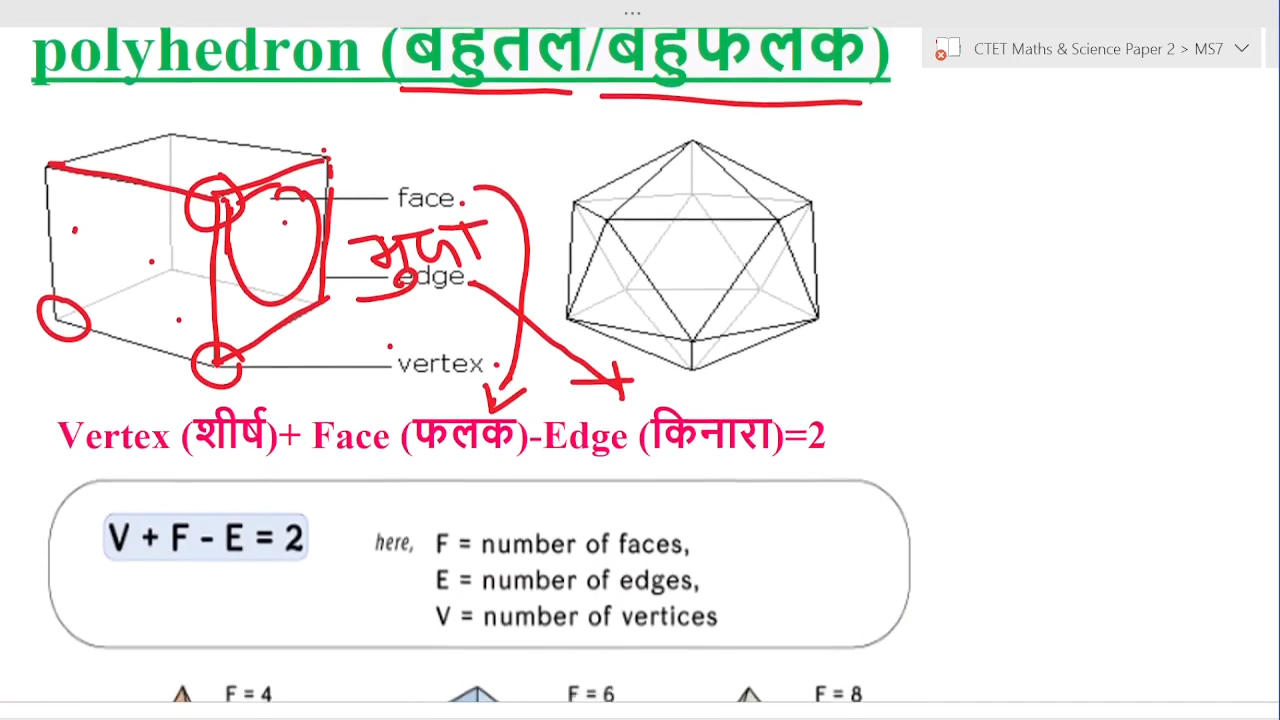 ...
polyhedron (बहुतल/बहुफलक)
CTET Maths & Science Paper 2 > MS7
face
भुजा
edge
vertex
Vertex (शीर्ष)+ Face (फलक)-Edge (किनारा)=2
V + F - E = 2
here, F = number of faces,
E = number of edges,
V = number of vertices
F = 4
F = 6
F = 8